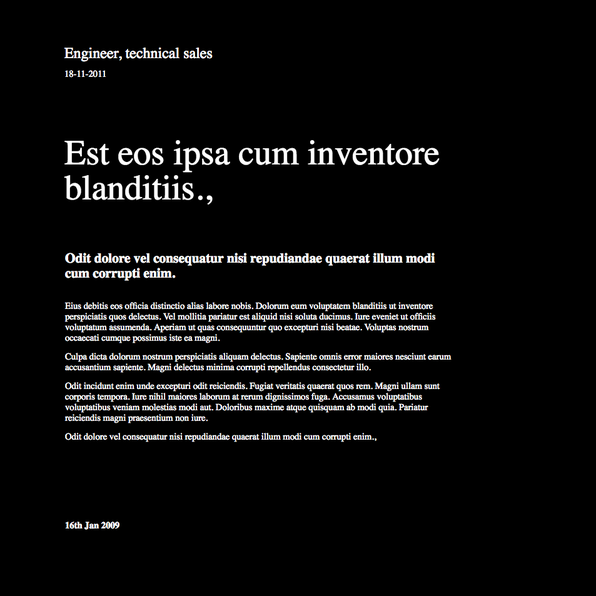 Engineer, technical sales
18-11-2011
Est eos ipsa cum inventore
blanditiis.,
Odit dolore vel consequatur nisi repudiandae quaerat illum modi
cum corrupti enim.
Eius debitis eos officia distinctio alias labore nobis. Dolorum eum voluptatem blanditiis ut inventore
perspiciatis quos delectus. Vel mollitia pariatur est aliquid nisi soluta ducimus. Iure eveniet ut officiis
voluptatum assumenda. Aperiam ut quas consequuntur quo excepturi nisi beatae. Voluptas nostrum
occaecati cumque possimus iste ea magni.
Culpa dicta dolorum nostrum perspiciatis aliquam delectus. Sapiente omnis error maiores nesciunt earum
accusantium sapiente. Magni delectus minima corrupti repellendus consectetur illo.
Odit incidunt enim unde excepturi odit reiciendis. Fugiat veritatis quaerat quos rem. Magni ullam sunt
corporis tempora. Iure nihil maiores laborum at rerum dignissimos fuga. Accusamus voluptatibus
voluptatibus veniam molestias modi aut. Doloribus maxime atque quisquam ab modi quia. Pariatur
reiciendis magni praesentium non iure.
Odit dolore vel consequatur nisi repudiandae quaerat illum modi cum corrupti enim.,
16th Jan 2009